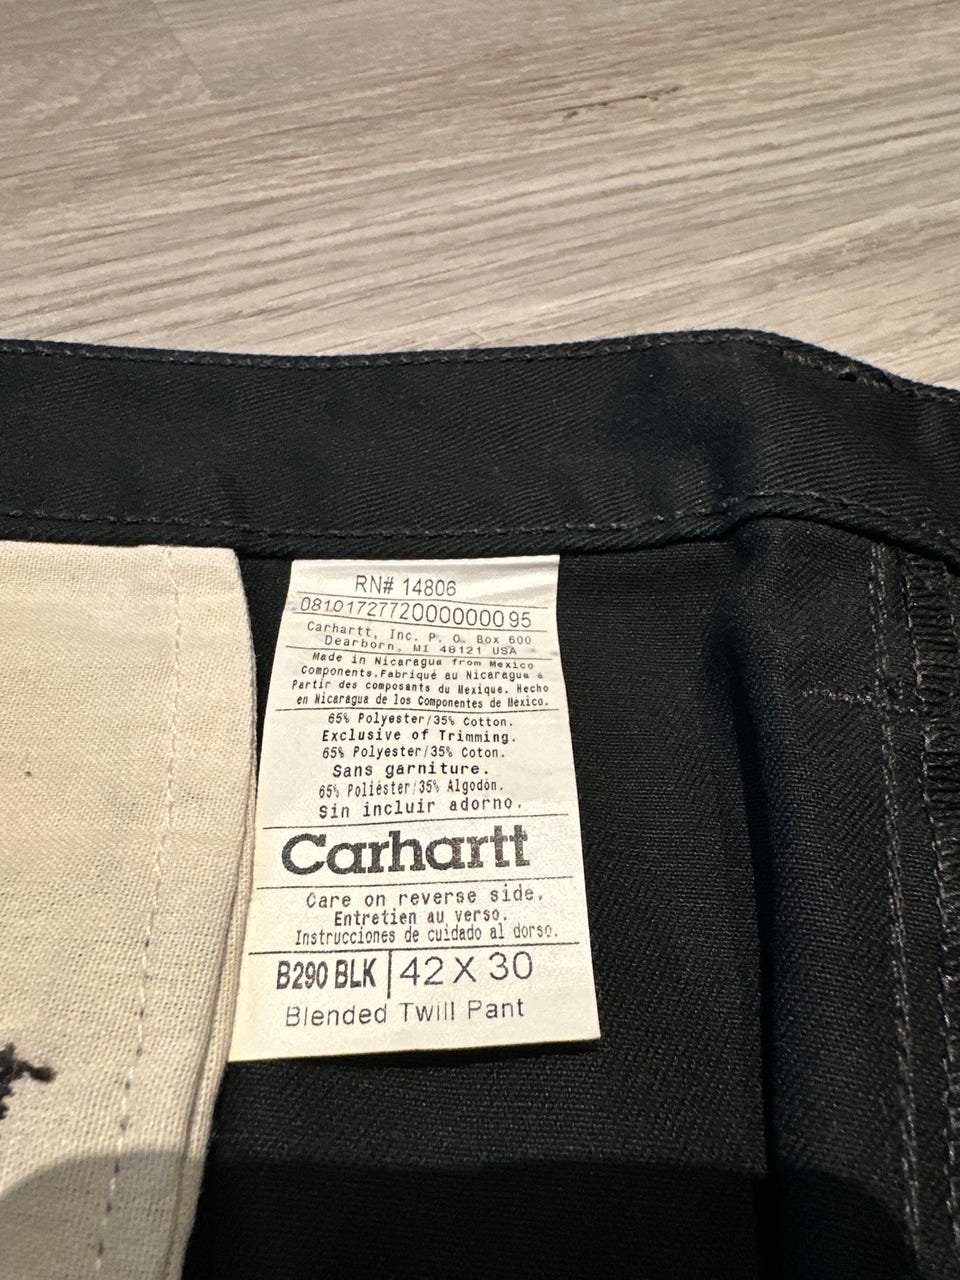 RN# 14806
08101727720000000095
Carhartt, Inc. P. O. Box 600
Dearborn, MI 48121 USA
Made in Nicaragua from Mexico
Components.Fabriqué au Nicaragua à
Partir des composants du Mexique. Hecho
en Nicaragua de los Componentes de Mexico.
65% Polyester/35% Cotton.
Exclusive of Trimming.
65% Polyester/35% Coton.
Sans garniture.
65% Poliéster/35% Algodón.
Sin incluir adorno.
Carhartt
Care on reverse side.
Entretien au verso.
Instrucciones de cuidado al dorso.
B290 BLK 42 X 30
Blended Twill Pant